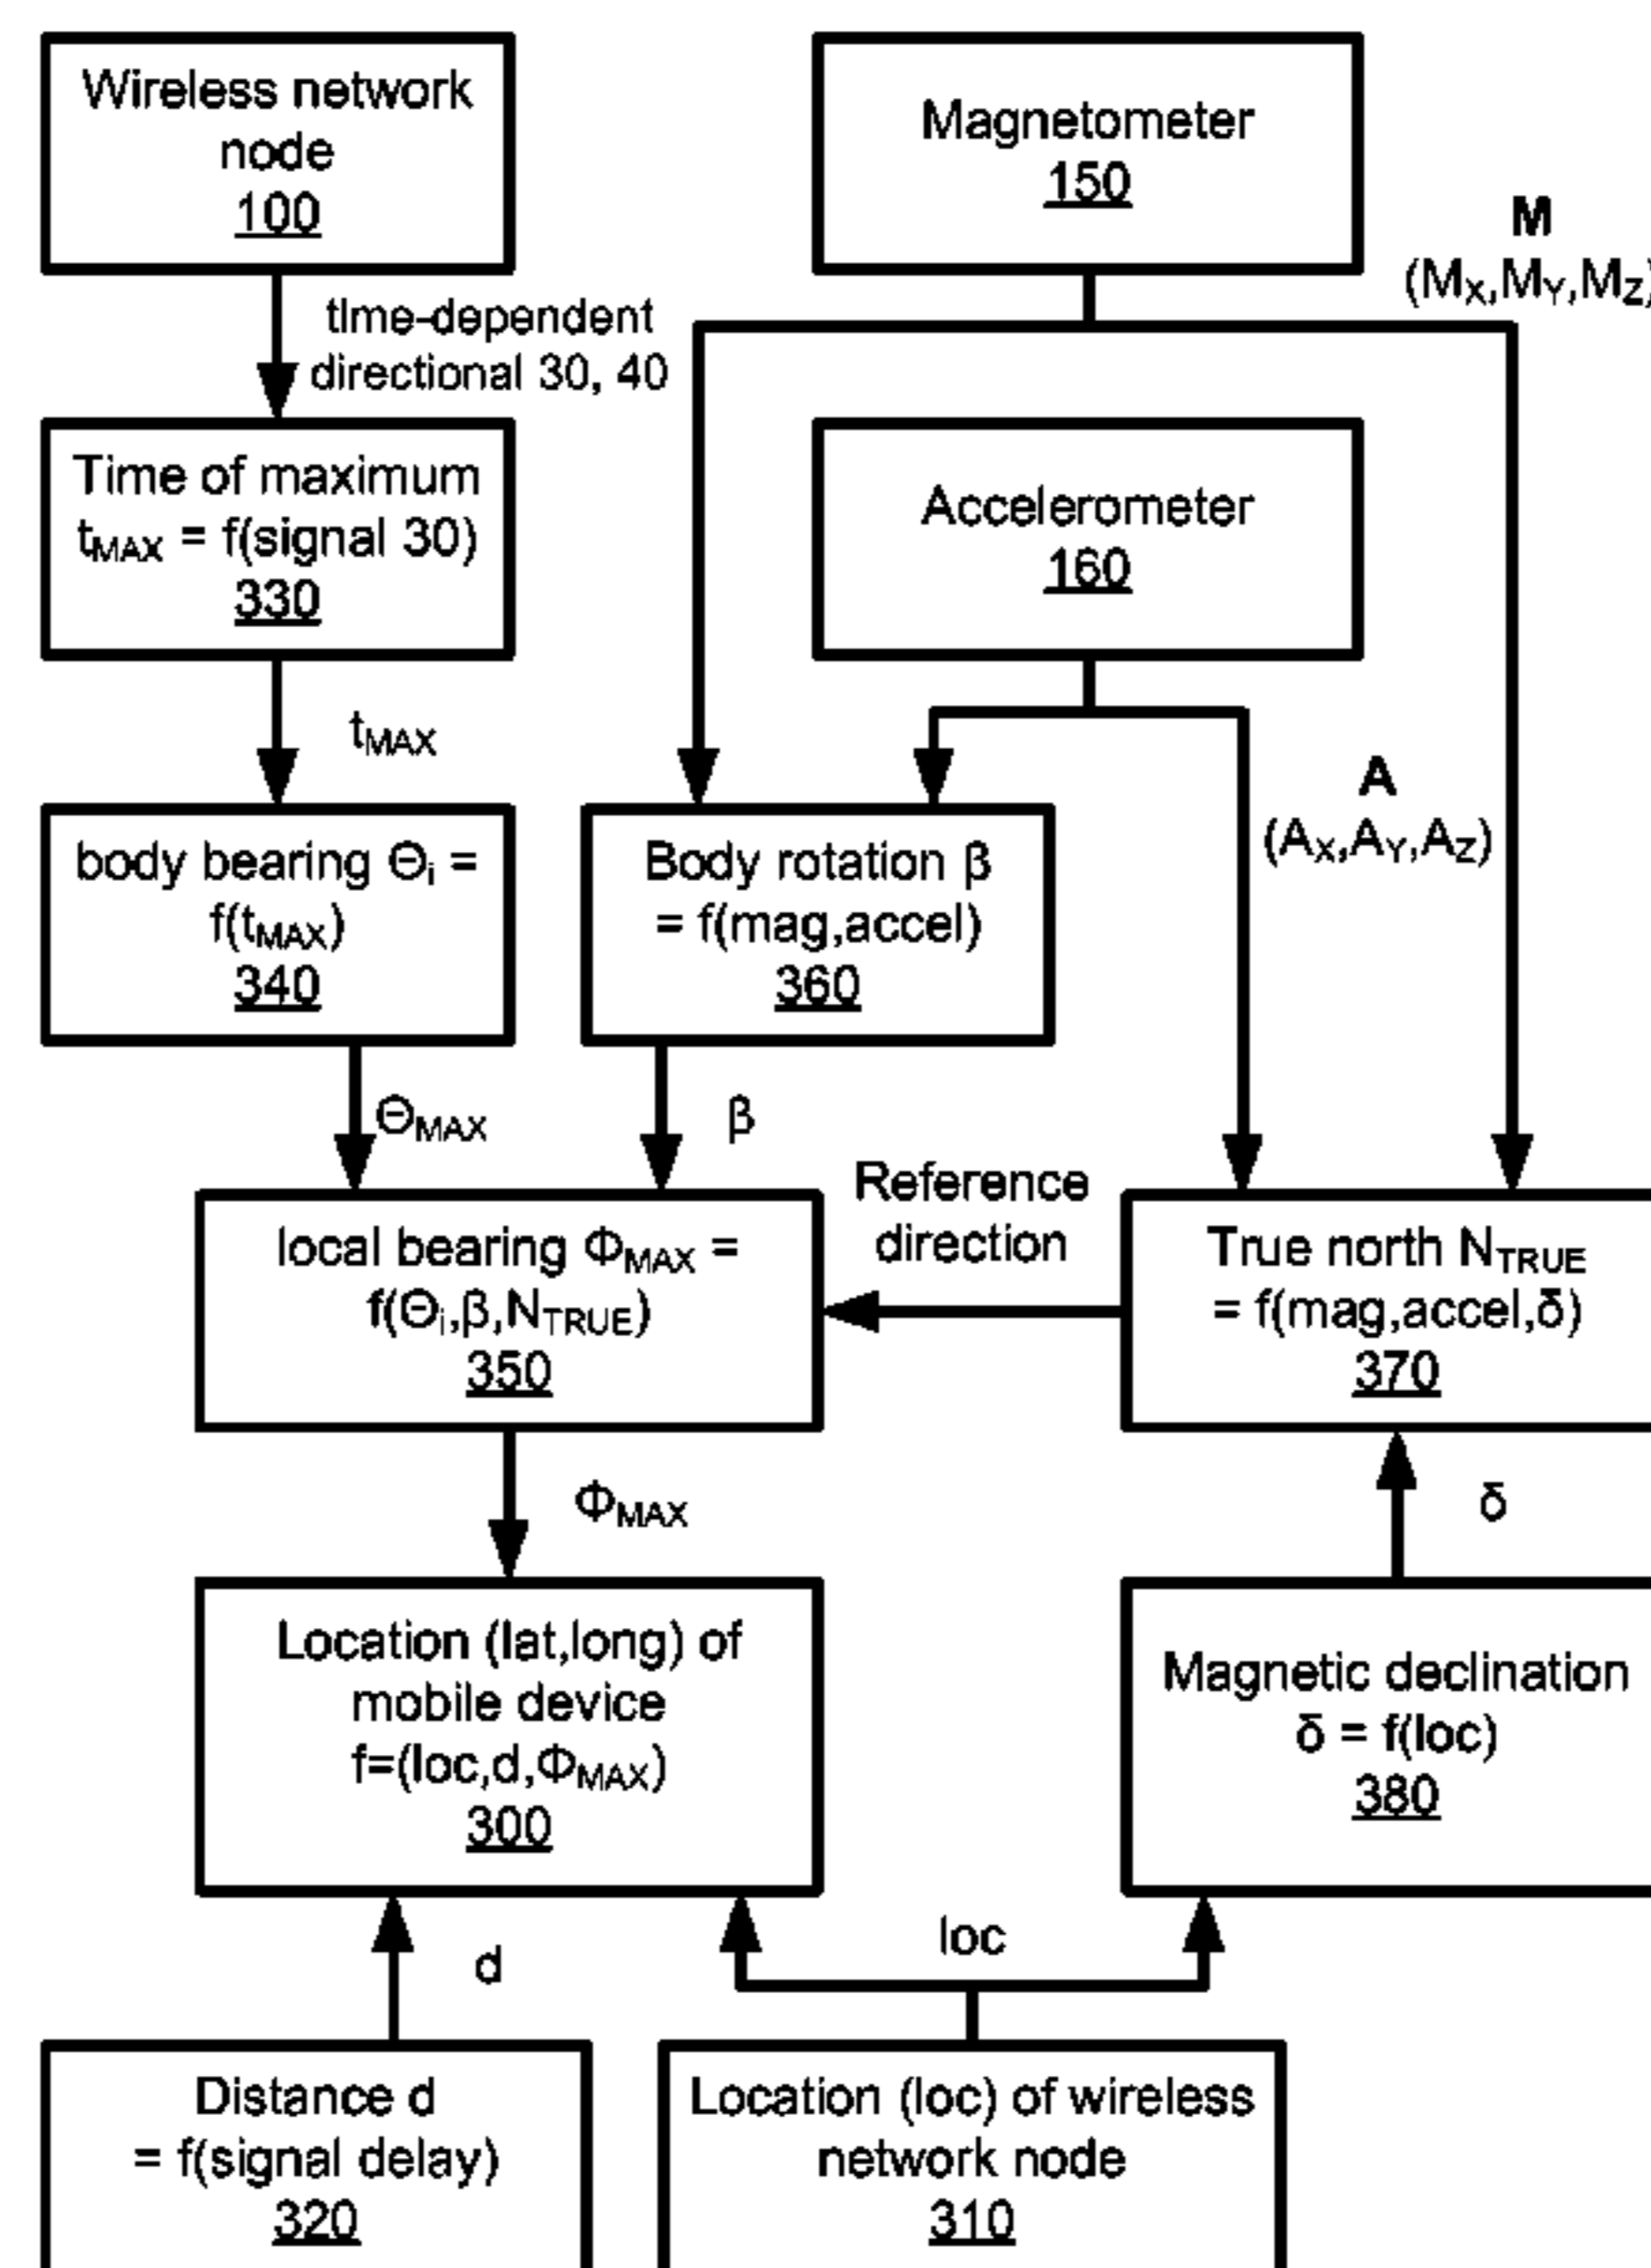 Wireless network
node
100
Magnetometer
150
M
(MX,MY,MZ)
time-dependent
directional 30, 40
Time of maximum
tMAX = f(signal 30)
330
Accelerometer
160
tMAX
A
(AX,AY,AZ)
body bearing Θi =
f(tMAX)
340
Body rotation β
= f(mag,accel)
360
ΘMAX
β
Reference
direction
local bearing ΦMAX =
f(Θi,β,NTRUE)
350
True north NTRUE
= f(mag,accel,δ)
370
ΦMAX
δ
Location (lat,long) of
mobile device
f=(loc,d,ΦMAX)
300
Magnetic declination
δ = f(loc)
380
d
loc
Distance d
= f(signal delay)
320
Location (loc) of wireless
network node
310